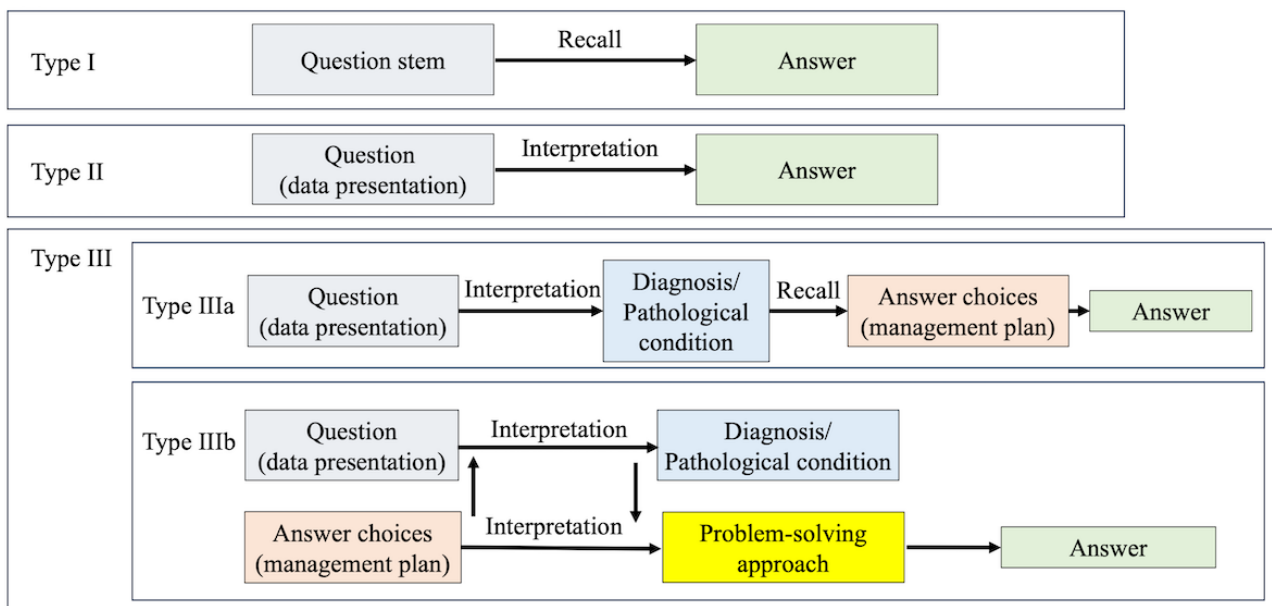 Type I
Question stem
Recall
Answer
Type II
Question
(data presentation)
Interpretation
Answer
Type III
Type IIIa
Question
(data presentation)
Interpretation
Diagnosis/
Pathological
condition
Recall
Answer choices
(management plan)
Answer
Type IIIb
Question
(data presentation)
Interpretation
Diagnosis/
Pathological condition
Answer choices
(management plan)
Interpretation
Problem-solving
approach
Answer